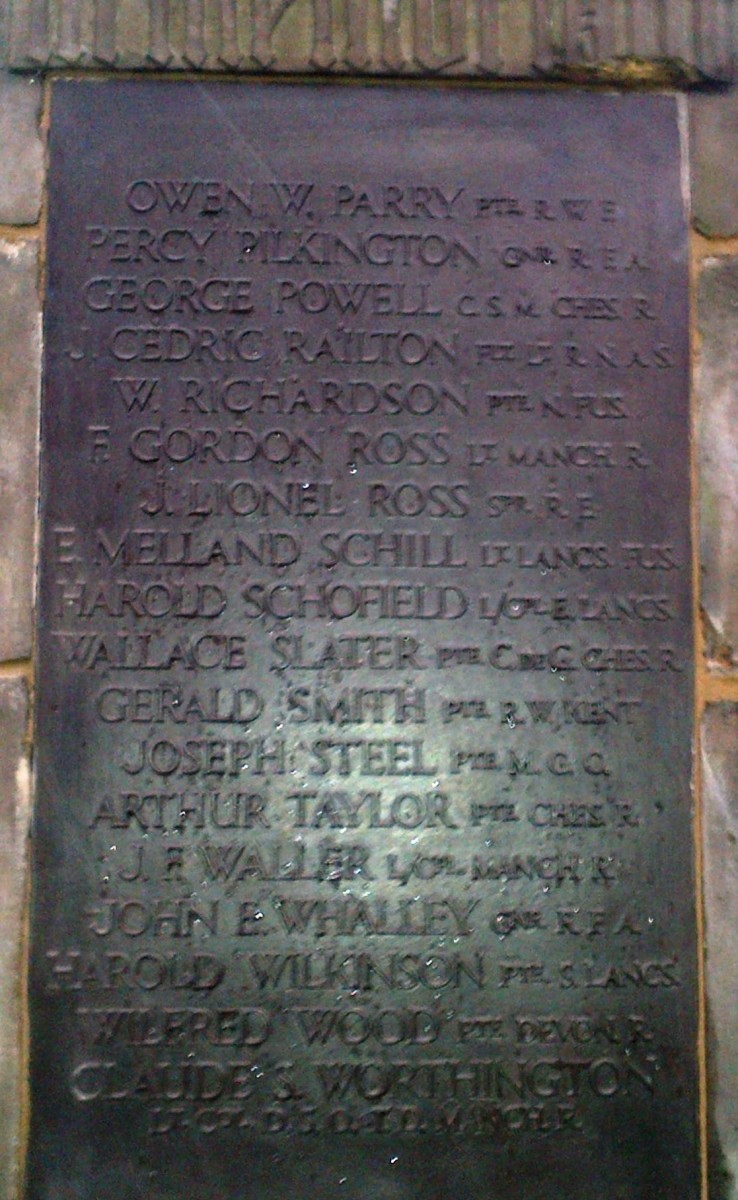 OWEN W. PARRY PTE. R. W. F.
PERCY PILKINGTON GNR. R. F. A.
GEORGE POWELL C. S. M. CHES. R.
J. CEDRIC RAILTON LT. R. N. A. S.
W. RICHARDSON PTE. N. FUS.
F. GORDON ROSS LT. MANCH. R.
J. LIONEL ROSS SPR. R. E.
E. MELLAND SCHILL LT. LANCS. FUS.
HAROLD SCHOFIELD L/CPL. E. LANCS.
WALLACE SLATER PTE. C. DE G. CHES. R.
GERALD SMITH PTE. R. W. KENT
JOSEPH STEEL PTE. M. G. C.
ARTHUR TAYLOR PTE. CHES. R.
J. F. WALLER L/CPL. MANCH. R.
JOHN E. WHALLEY GNR. R. F. A.
HAROLD WILKINSON PTE. S. LANCS.
WILFRED WOOD PTE. DEVON. R.
CLAUDE S. WORTHINGTON
LT. COL. D. S. O. T. D. MANCH. R.